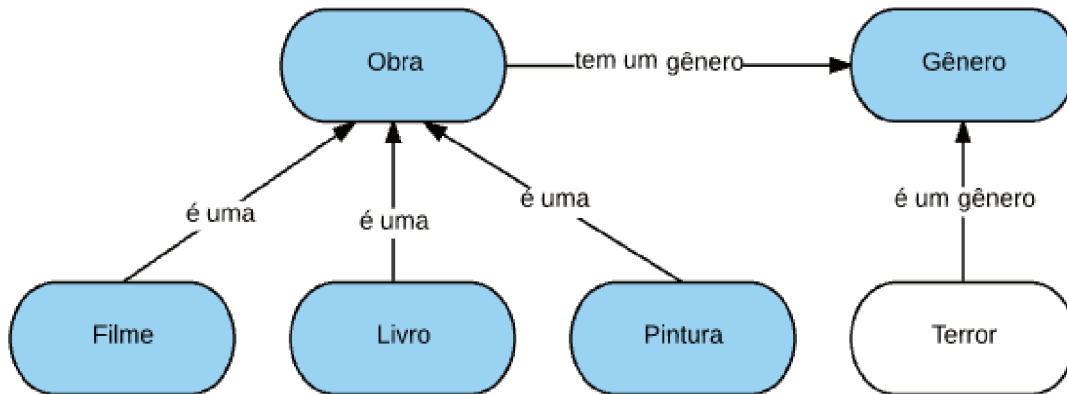 Obra
tem um gênero
Gênero
é uma
é uma
é uma
é um gênero
Filme
Livro
Pintura
Terror